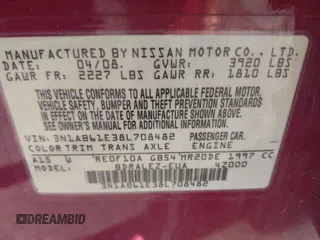 MANUFACTURED BY NISSAN MOTOR CO., LTD.
DATE: 04/08. GVWR: 3920 LBS
GAWR FR: 2227 LBS GAWR RR: 1810 LBS
THIS VEHICLE CONFORMS TO ALL APPLICABLE FEDERAL MOTOR VEHICLE
SAFETY, BUMPER AND THEFT PREVENTION STANDARDS IN EFFECT
ON THE DATE OF MANUFACTURE SHOWN ABOVE.
SEE OWNER'S MANUAL FOR ADDITIONAL INFORMATION.
VIN:3N1AB61E38L708482 PASSENGER CAR.
COLOR TRIM TRANS AXLE ENGINE
A15 W RE0F10A GB54 MR20DE 1997 CC
MODEL: BDRALEZ-EUA 4Z000
3N1AB61E38L708482
DREAMBID